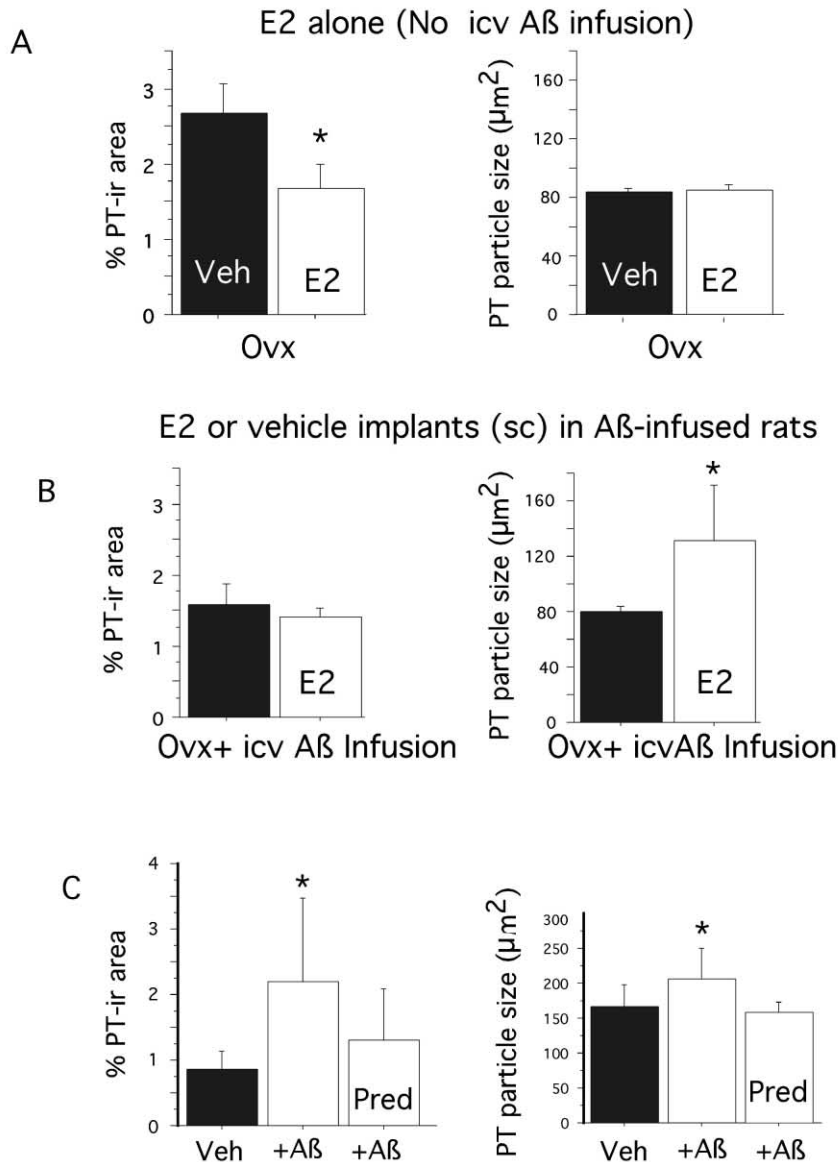 A
E2 alone (No icv Aß infusion)
% PT-ir area
3
2
1
0
*
Veh
E2
Ovx
PT particle size (µm2)
160
120
80
40
0
Veh
E2
Ovx
E2 or vehicle implants (sc) in Aß-infused rats
B
% PT-ir area
3
2
1
0
E2
Ovx+ icv Aß Infusion
PT particle size (µm2)
160
120
80
40
0
*
E2
Ovx+ icvAß Infusion
C
% PT-ir area
4
3
2
1
0
*
Pred
Veh +Aß +Aß
PT particle size (µm2)
300
250
200
150
100
50
0
*
Pred
Veh +Aß +Aß